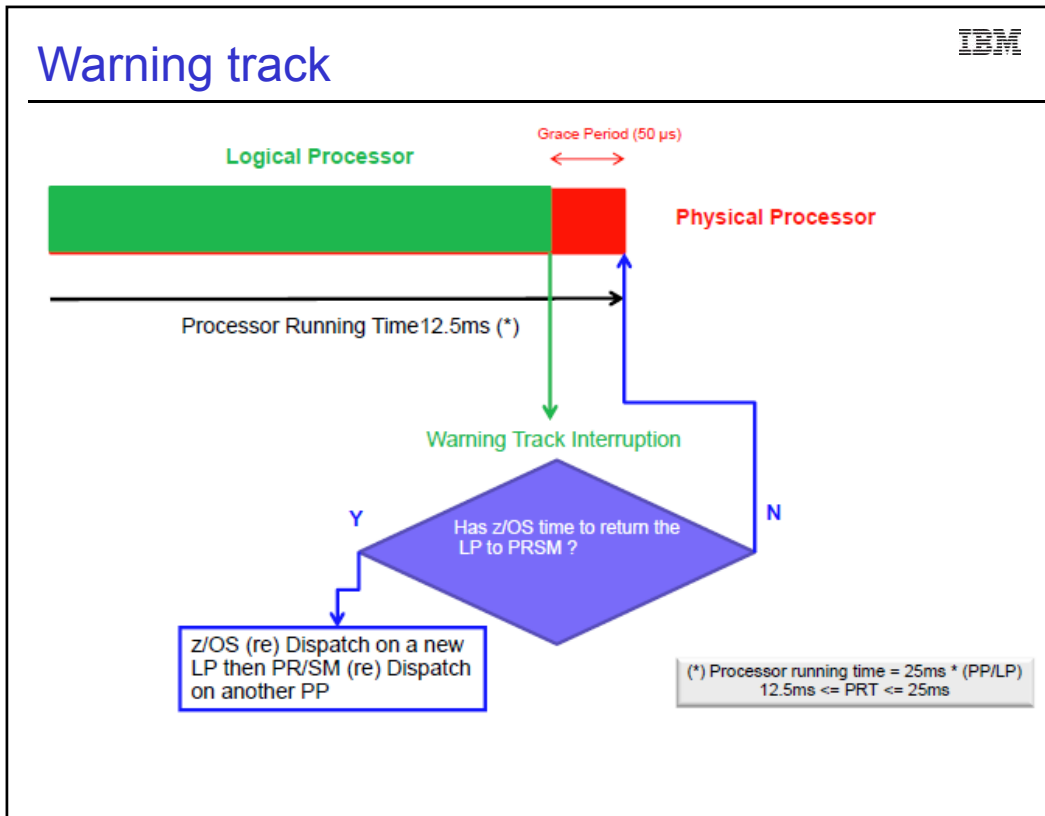 IBM
Warning track
Grace Period (50 µs)
Logical Processor
Physical Processor
Processor Running Time12.5ms (*)
Warning Track Interruption
Y
Has z/OS time to return the
LP to PRSM ?
N
z/OS (re) Dispatch on a new
LP then PR/SM (re) Dispatch
on another PP
(*) Processor running time = 25ms * (PP/LP)
12.5ms <= PRT <= 25ms